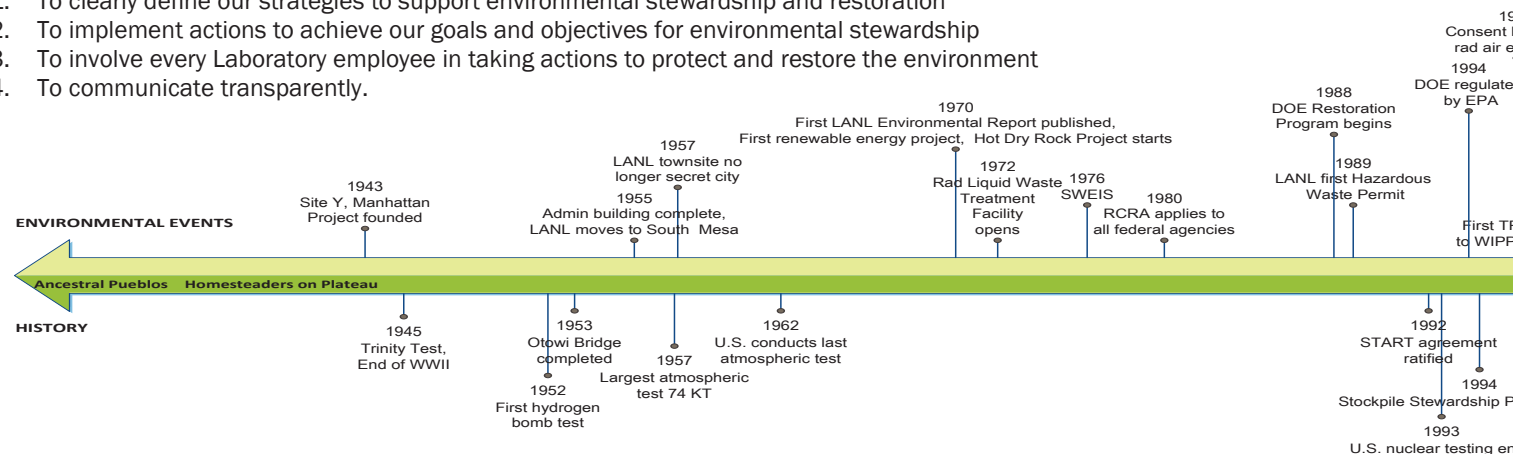 To clearly define our strategies to support environmental stewardship and restoration
2. To implement actions to achieve our goals and objectives for environmental stewardship
To involve every Laboratory employee in taking actions to protect and restore the environment
To communicate transparently.
Consent
rad air
1994
DOE
by EPA
1988
DOE Restoration
Program begins
1970
First LANL Environmental Report published,
First renewable energy project, Hot Dry Rock Project starts
1957
LANL townsite no
longer secret city
1989
LANL first Hazardous
Waste Permit
1972
Rad Liquid Waste
Treatment
Facility
opens
1976
SWEIS
1943
Site Y, Manhattan
Project founded
1955
Admin building complete,
LANL moves to South Mesa
1980
RCRA applies to
all federal agencies
First
to WIPP
ENVIRONMENTAL EVENTS
Ancestral Pueblos Homesteaders on Plateau
HISTORY
1945
Trinity Test,
End of WWII
1953
Otowi Bridge
completed
1952
First hydrogen
bomb test
1957
Largest atmospheric
test 74 KT
1962
U.S. conducts last
atmospheric test
1992
START agreement
ratified
1994
Stockpile Stewardship
1993
U.S. nuclear testing